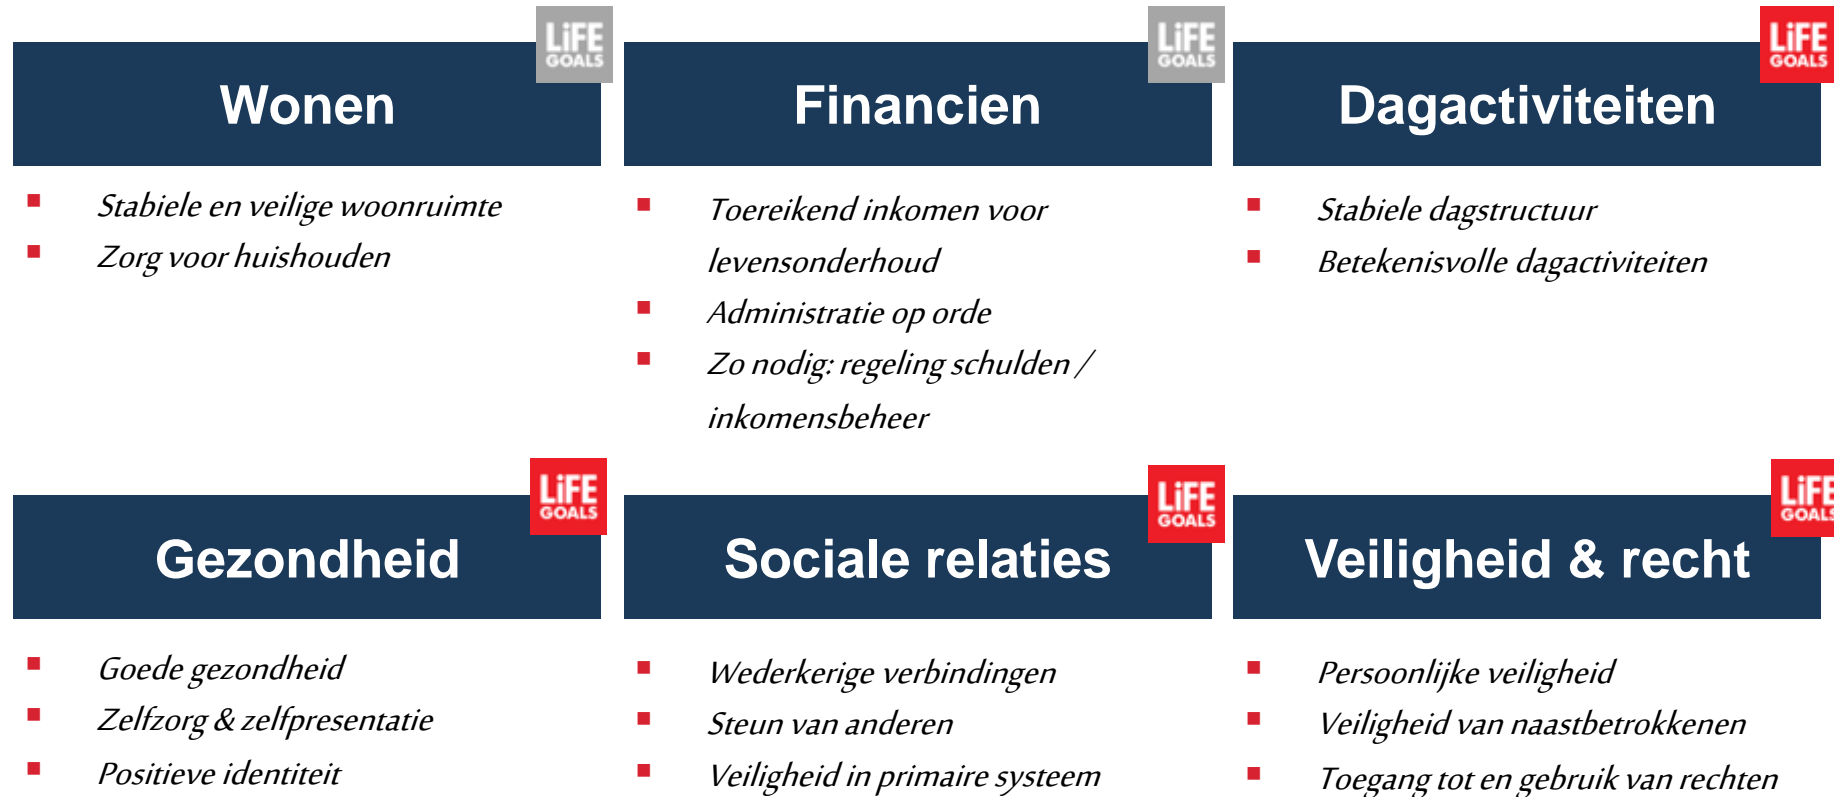 LiFE
GOALS
Wonen
Stabiele en veilige woonruimte
Zorg voor huishouden
LiFE
GOALS
Financien
Toereikend inkomen voor
levensonderhoud
Administratie op orde
Zo nodig: regeling schulden /
inkomensbeheer
LiFE
GOALS
Dagactiviteiten
Stabiele dagstructuur
Betekenisvolle dagactiviteiten
LiFE
GOALS
Gezondheid
Goede gezondheid
Zelfzorg & zelfpresentatie
Positieve identiteit
LiFE
GOALS
Sociale relaties
Wederkerige verbindingen
Steun van anderen
Veiligheid in primaire systeem
LiFE
GOALS
Veiligheid & recht
Persoonlijke veiligheid
Veiligheid van naastbetrokkenen
Toegang tot en gebruik van rechten